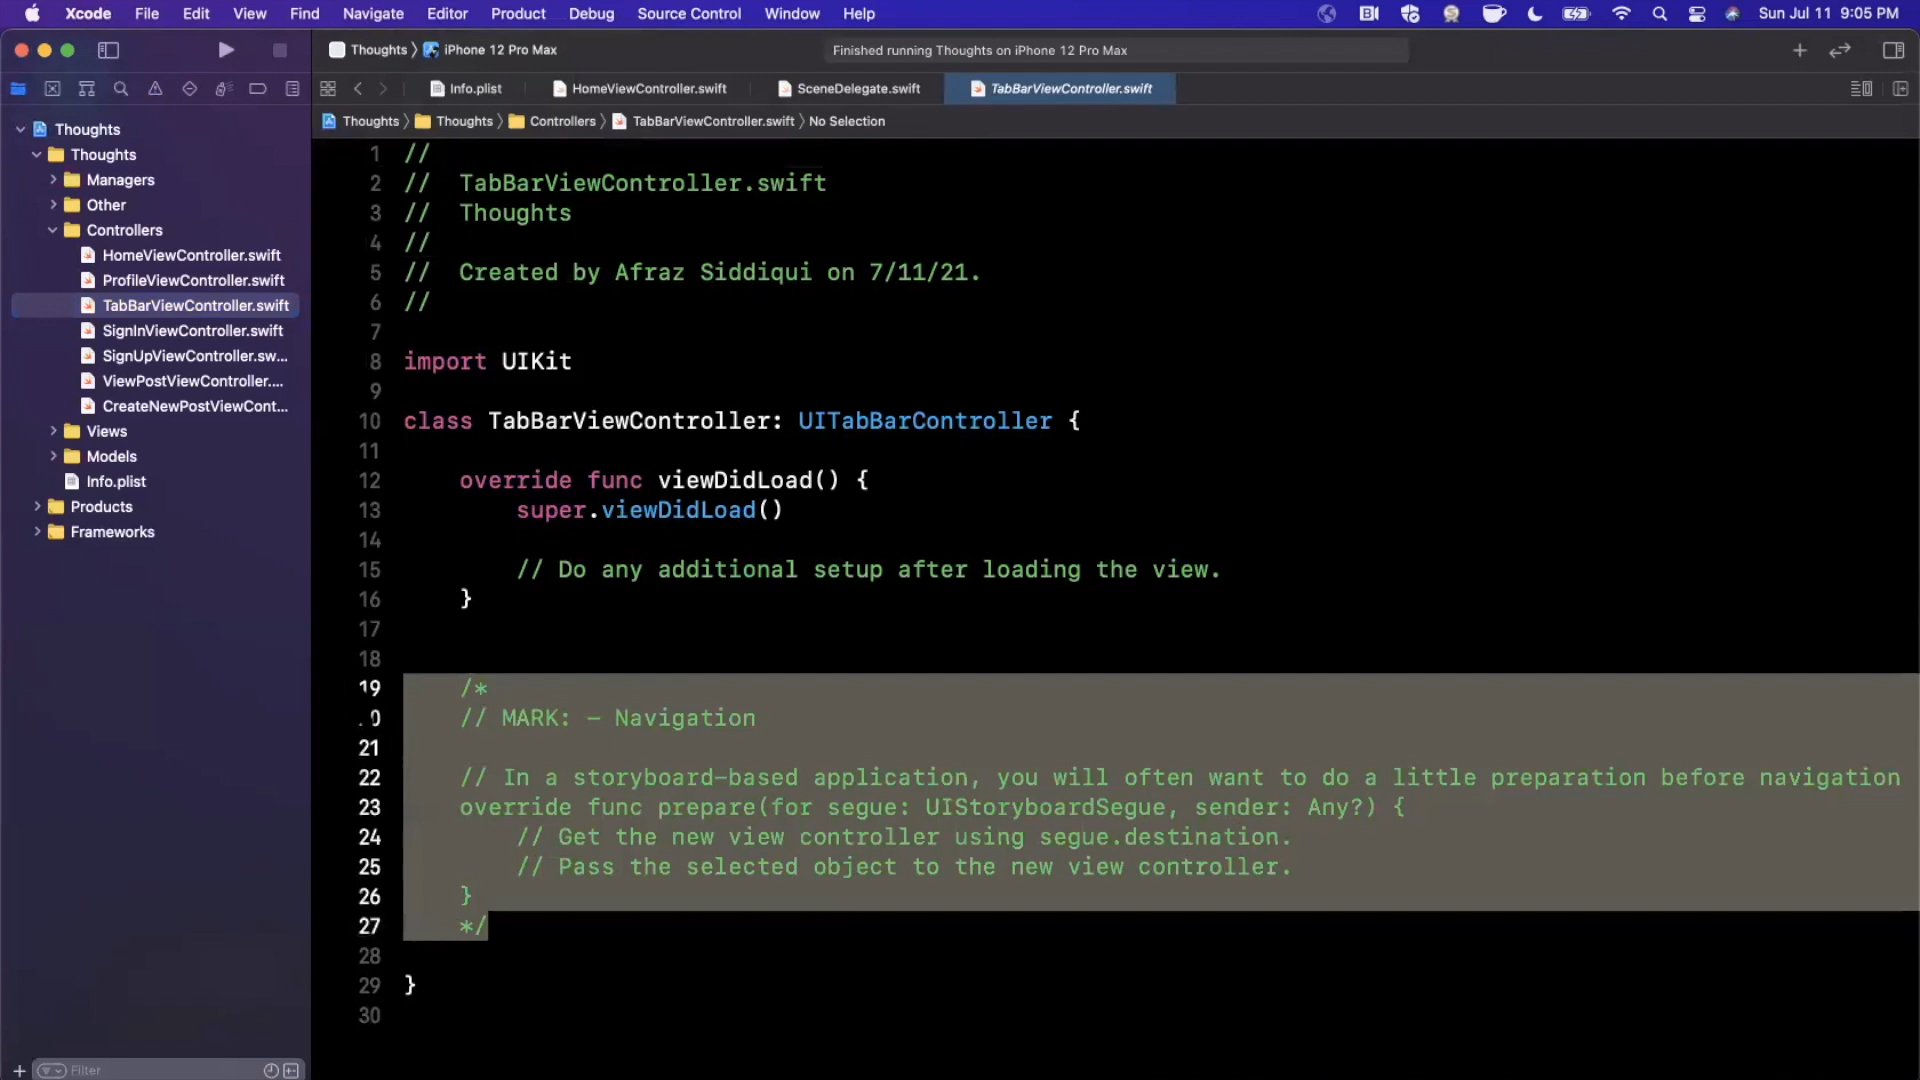 Xcode File Edit View Find Navigate Editor Product Debug Source Control Window Help Sun Jul 11 9:05 PM
Thoughts 〉 iPhone 12 Pro Max Finished running Thoughts on iPhone 12 Pro Max
Info.plist HomeViewController.swift SceneDelegate.swift TabBarViewController.swift
Thoughts 〉 Thoughts 〉 Controllers 〉 TabBarViewController.swift 〉 No Selection
Thoughts
Thoughts
Managers
Other
Controllers
HomeViewController.swift
ProfileViewController.swift
TabBarViewController.swift
SignInViewController.swift
SignUpViewController.sw...
ViewPostViewController....
CreateNewPostViewCont...
Views
Models
Info.plist
Products
Frameworks
Filter
1 //
2 // TabBarViewController.swift
3 // Thoughts
4 //
5 // Created by Afraz Siddiqui on 7/11/21.
6 //
7
8 import UIKit
9
10 class TabBarViewController: UITabBarController {
11
12 override func viewDidLoad() {
13 super.viewDidLoad()
14
15 // Do any additional setup after loading the view.
16 }
17
18
19 /*
// MARK: - Navigation
21
22 // In a storyboard-based application, you will often want to do a little preparation before navigation
23 override func prepare(for segue: UIStoryboardSegue, sender: Any?) {
24 // Get the new view controller using segue.destination.
25 // Pass the selected object to the new view controller.
26 }
27 */
28
29 }
30